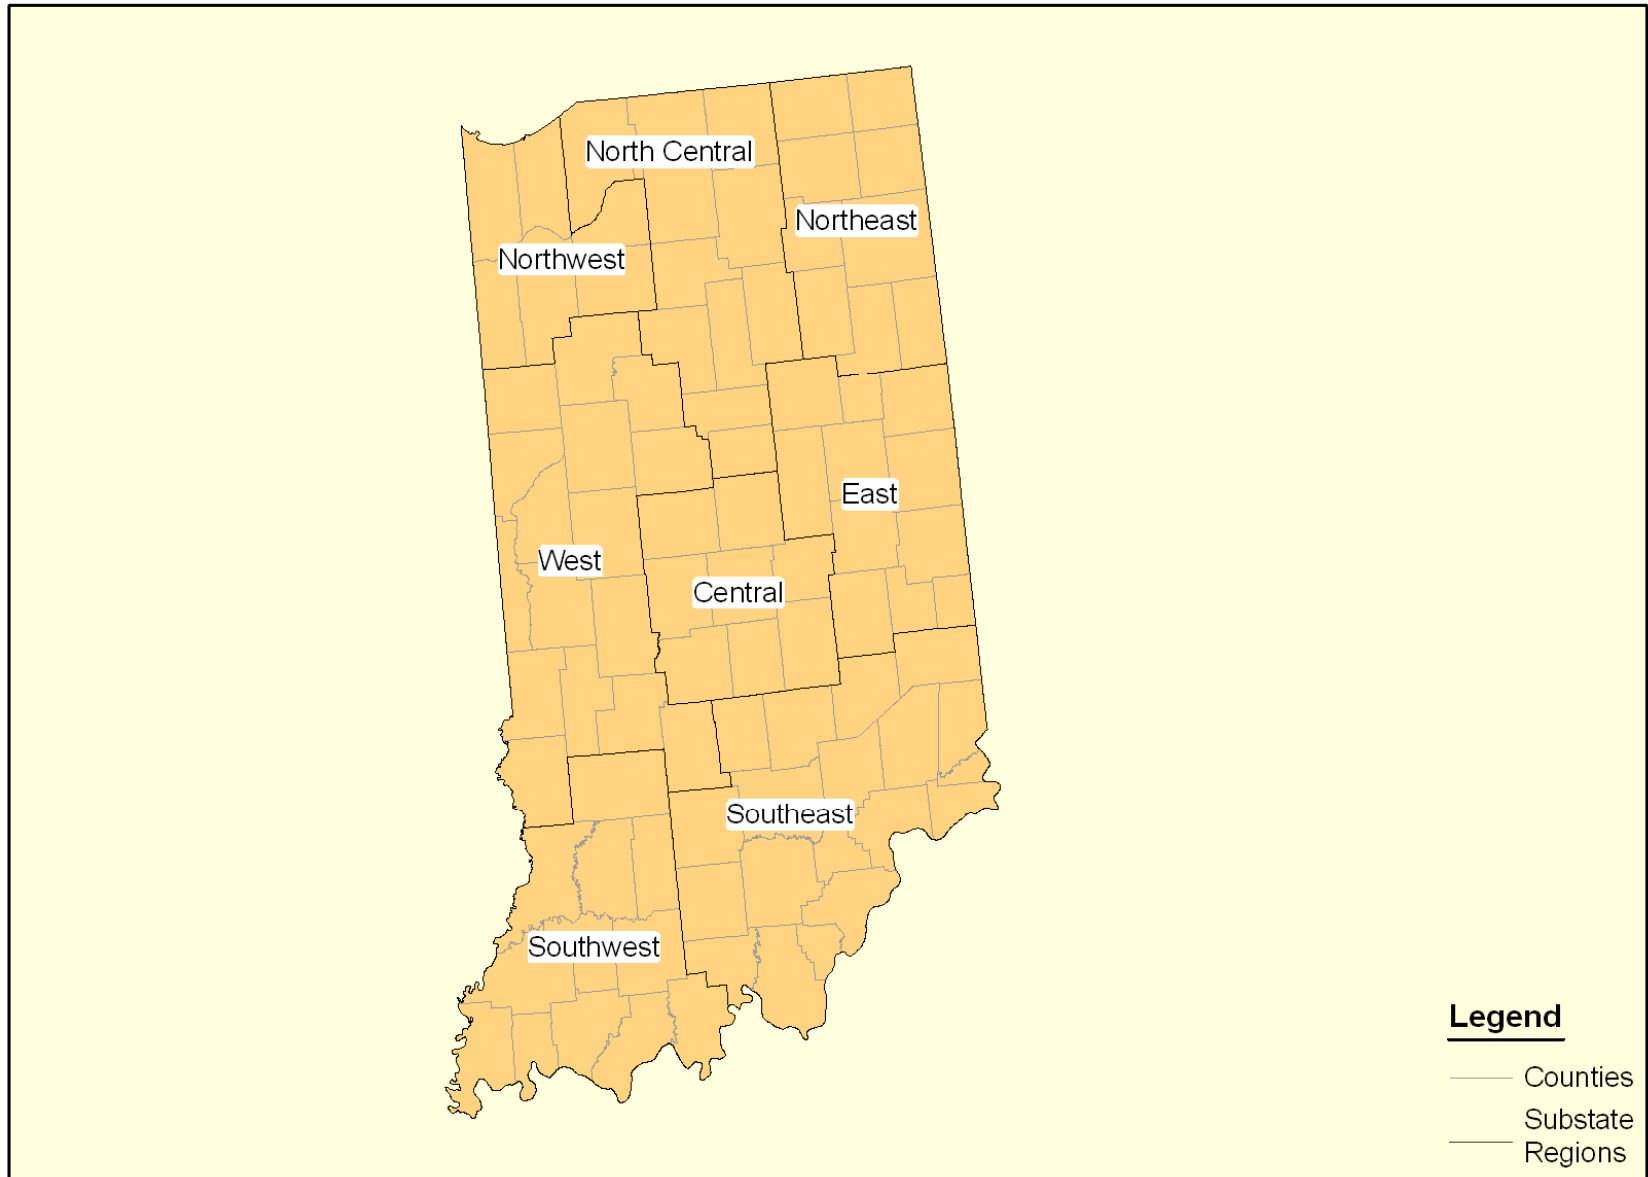 North Central
Northeast
Northwest
East
West
Central
Southeast
Southwest
Legend
Counties
Substate
Regions